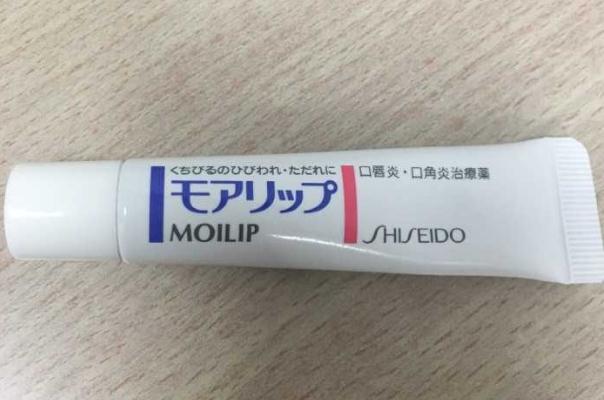 くちびるのひびわれ・ただれに
モアリップ
MOILIP
口唇炎・口角炎治療薬
SHISEIDO